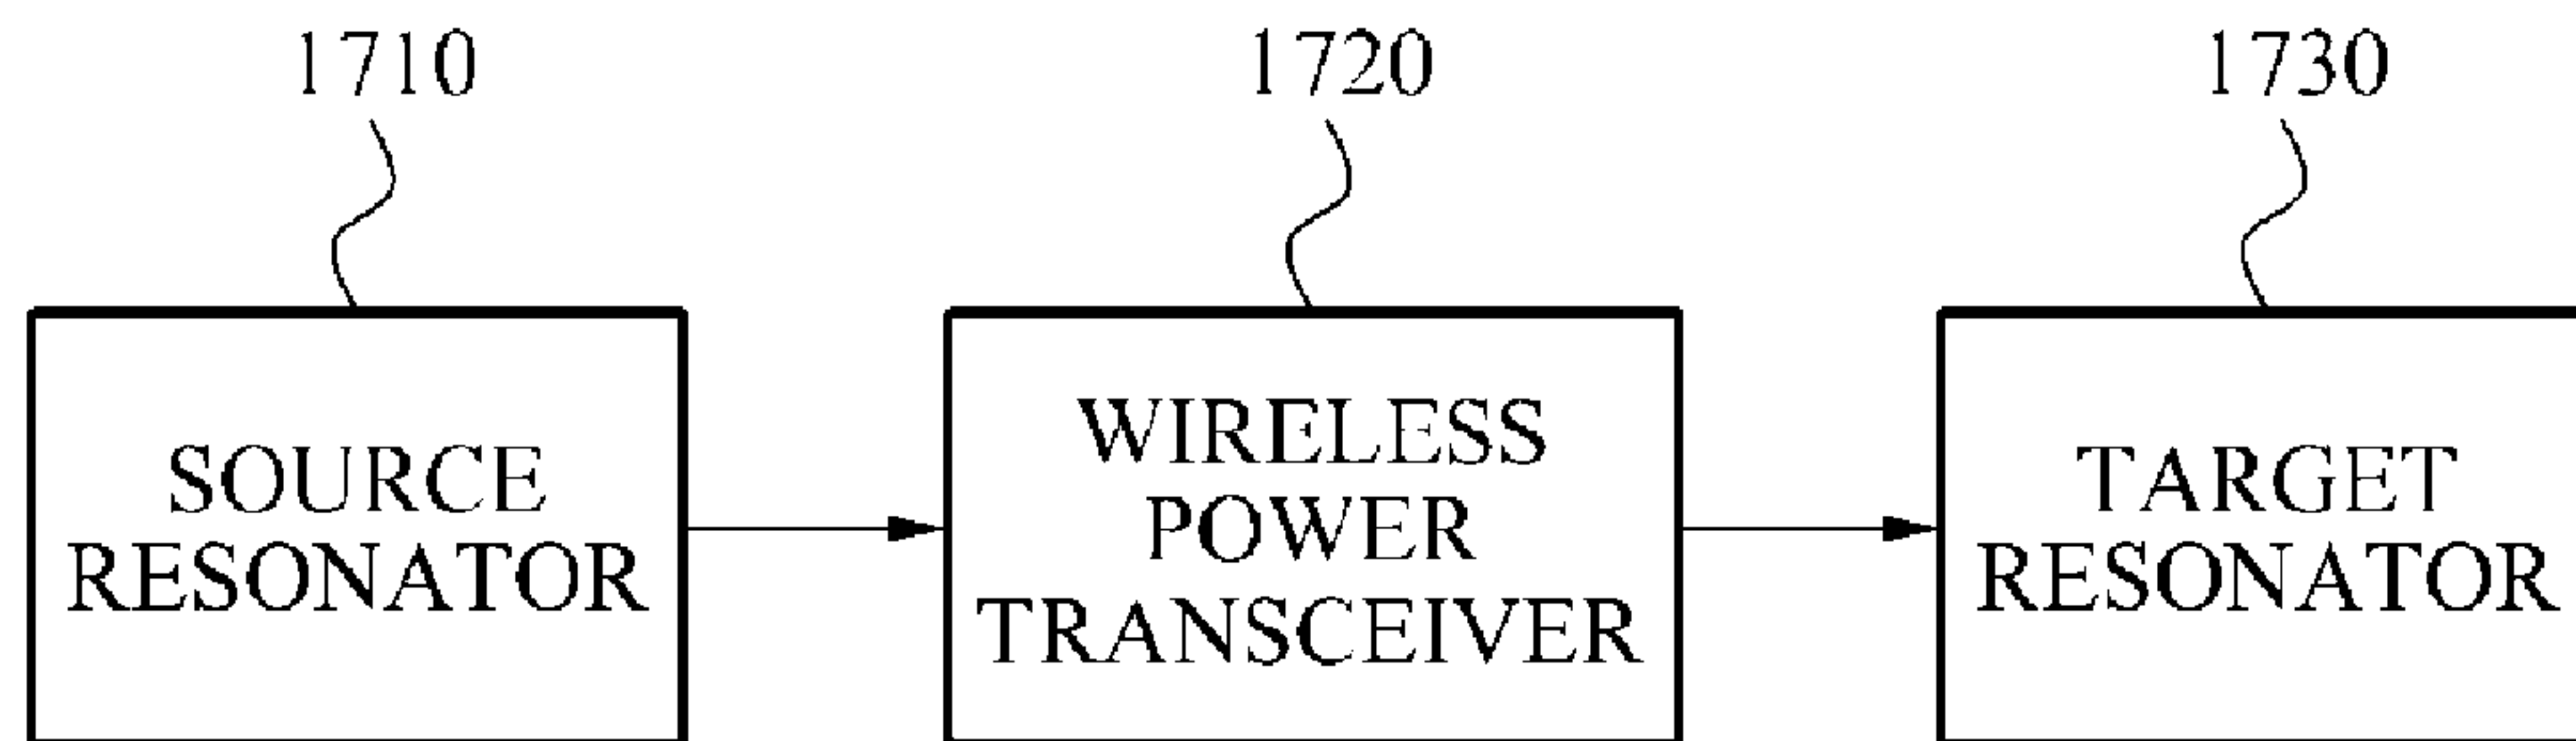 1710
1720
1730
SOURCE
RESONATOR
WIRELESS
POWER
TRANSCEIVER
TARGET
RESONATOR